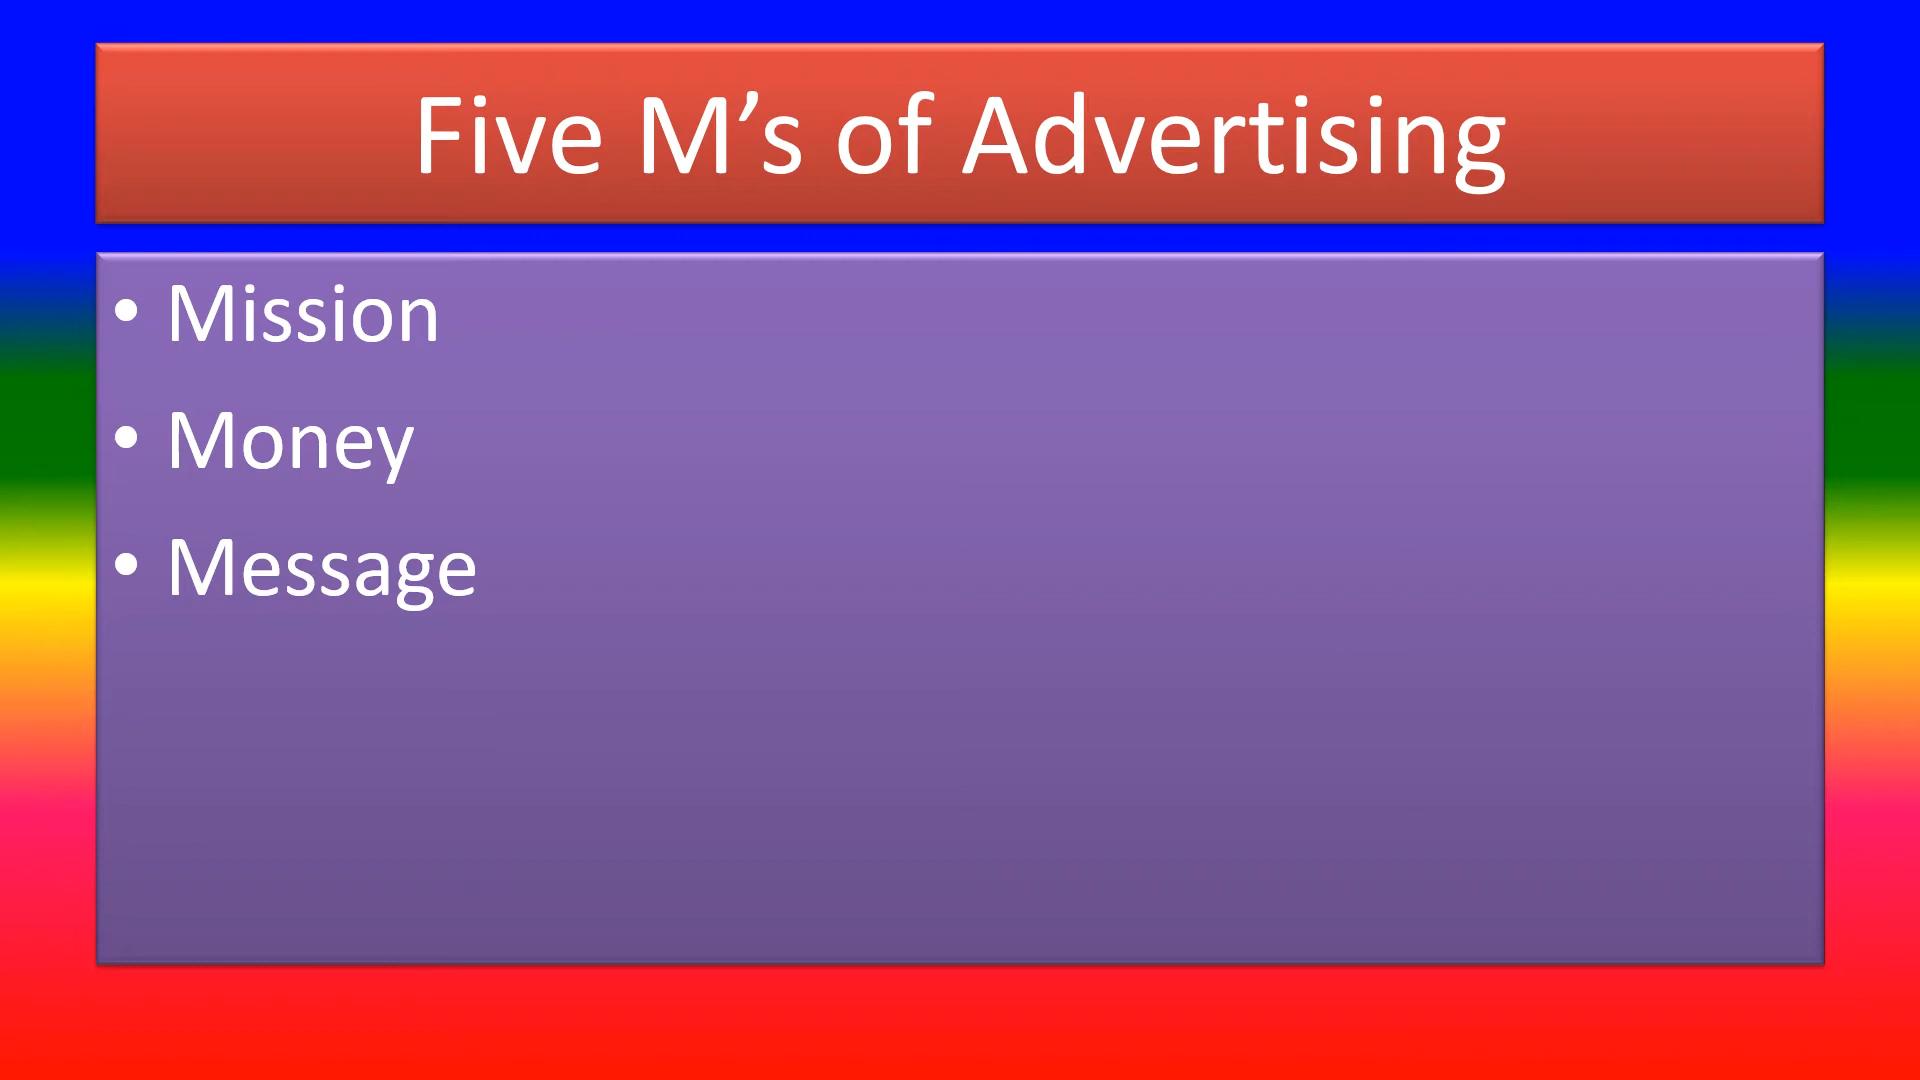 Five M’s of Advertising
• Mission
• Money
• Message